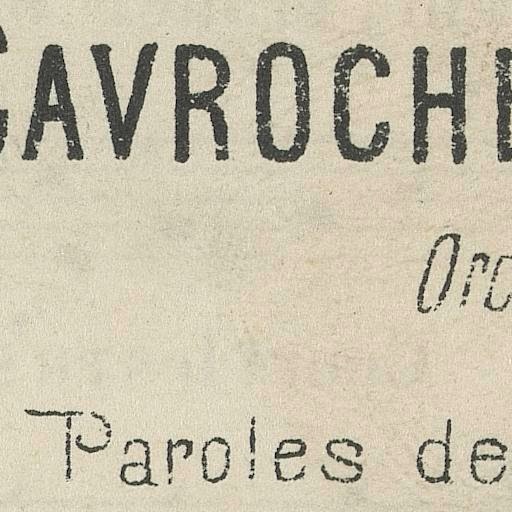 GAVROCHE
Orc
Paroles de